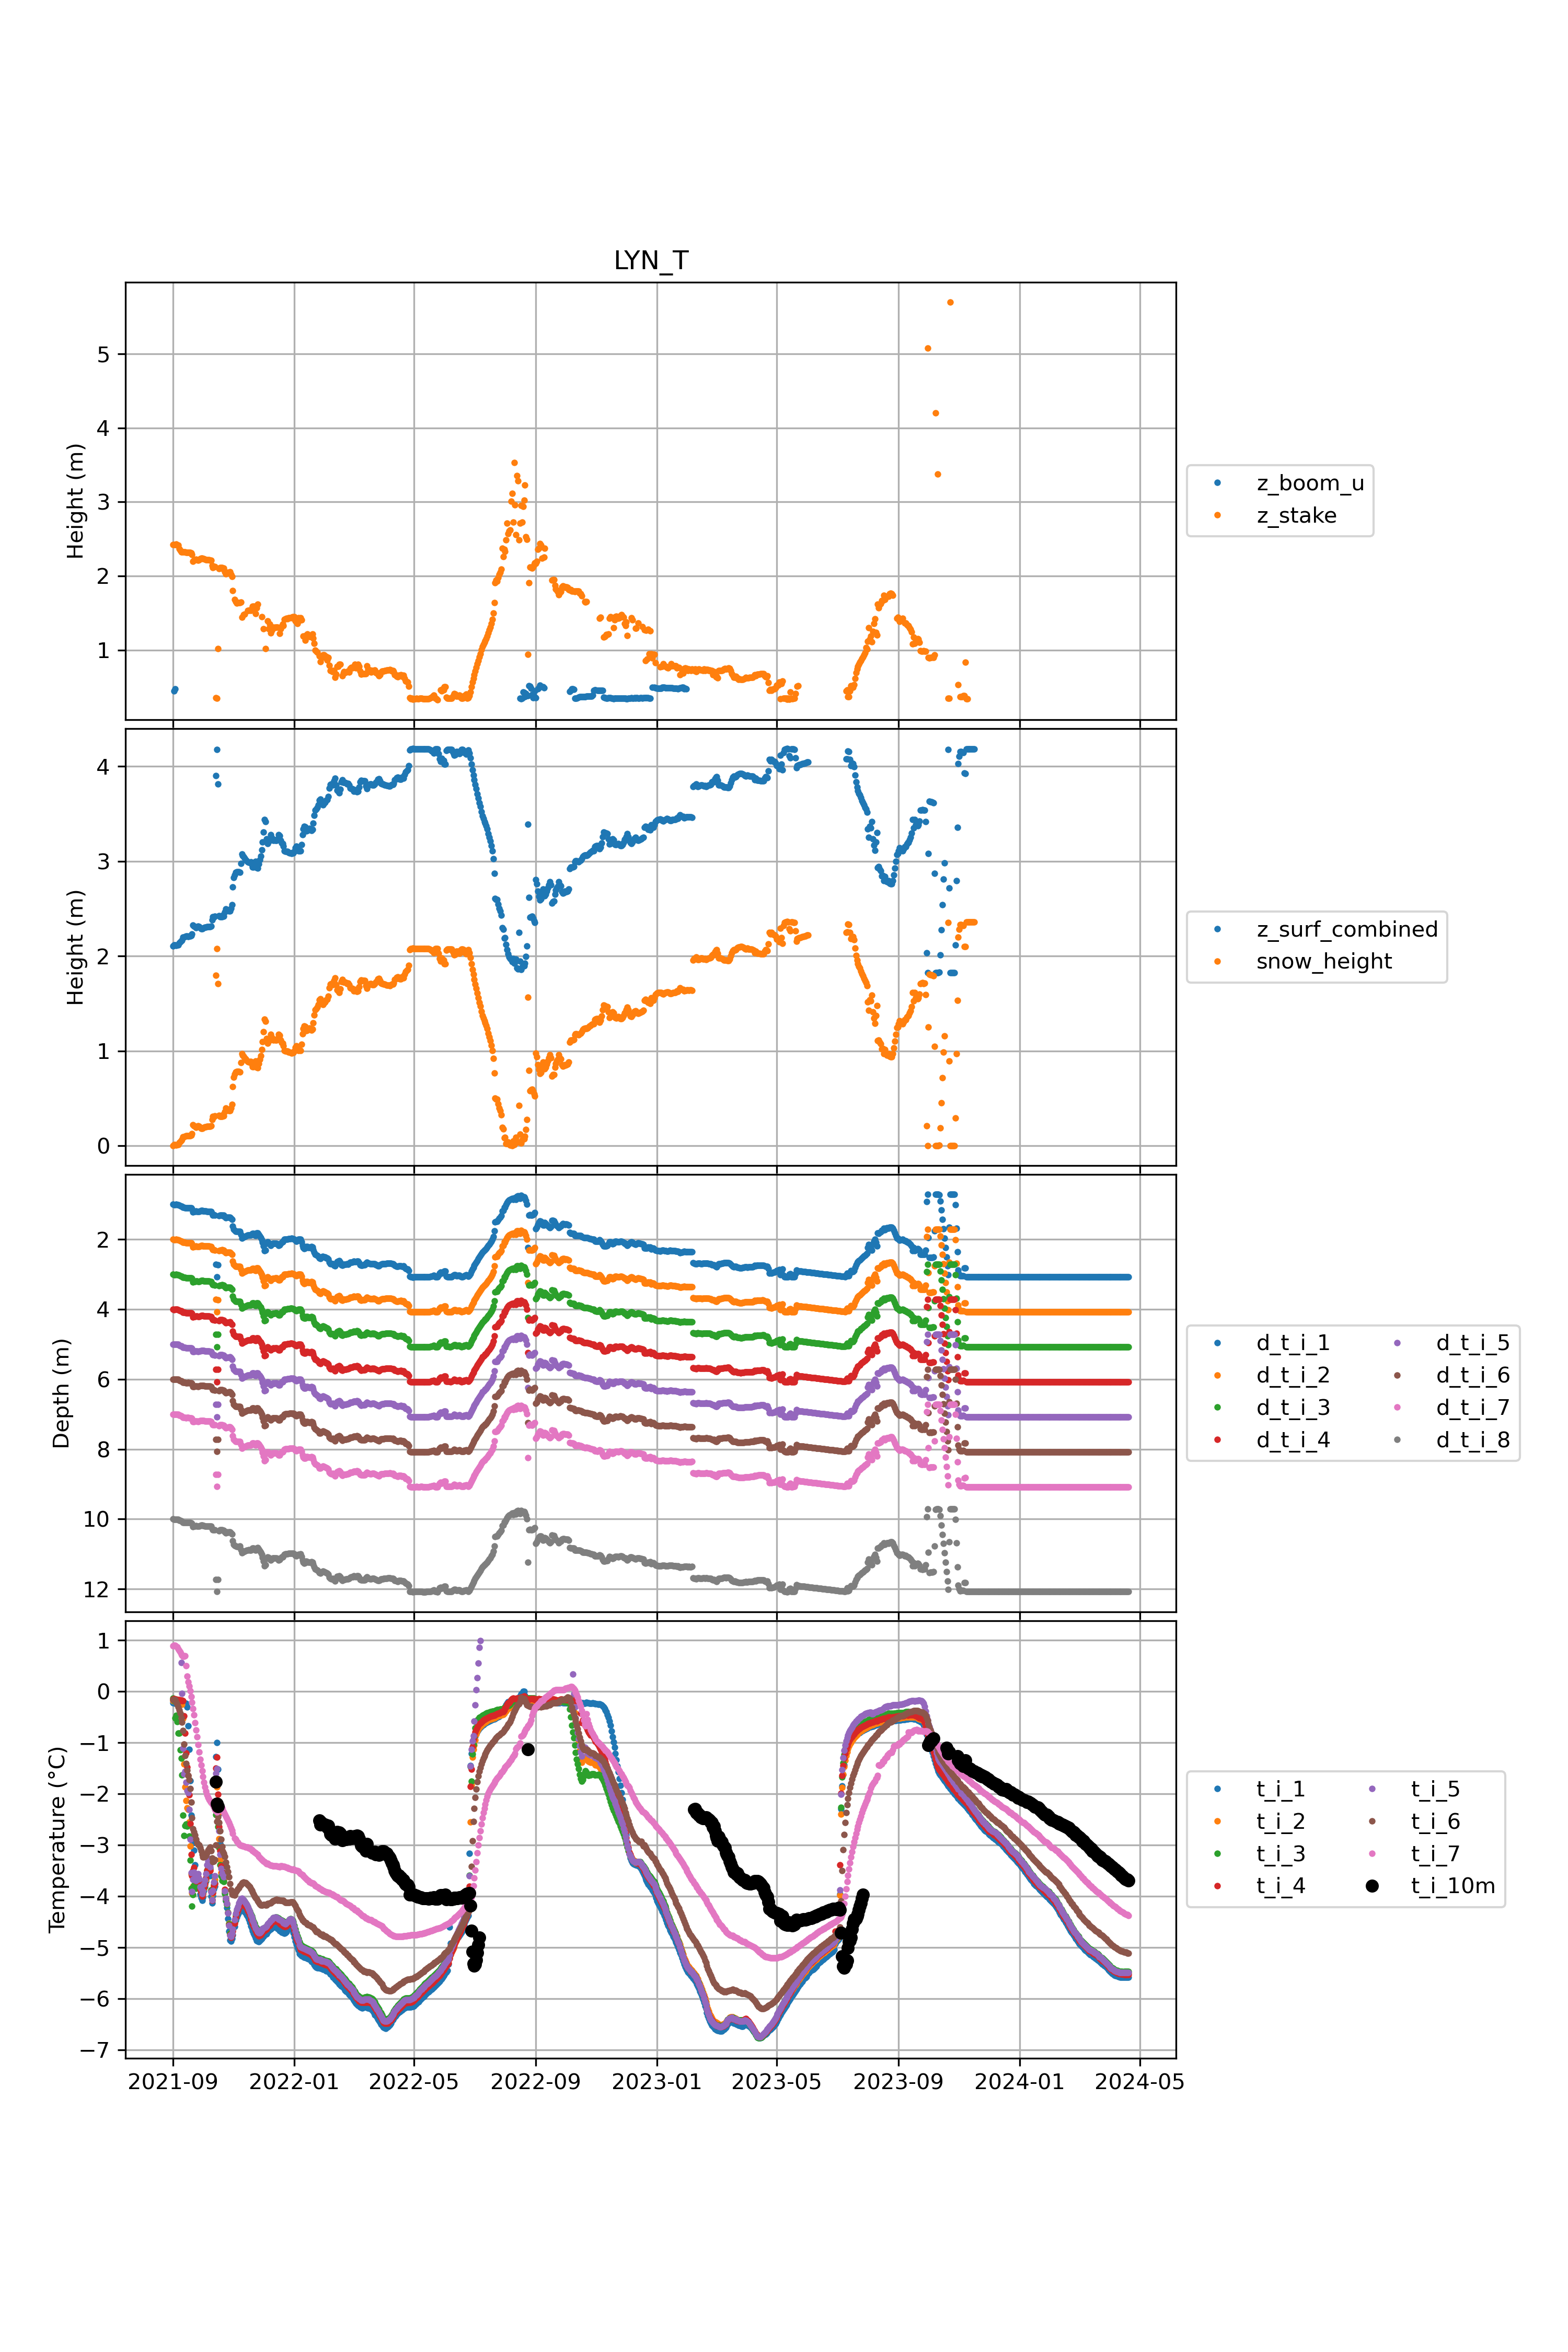 LYN_T
5
4
3
2
1
Height (m)
z_boom_u
z_stake
4
3
2
1
0
Height (m)
z_surf_combined
snow_height
2
4
6
8
10
12
Depth (m)
d_t_i_1 d_t_i_5
d_t_i_2 d_t_i_6
d_t_i_3 d_t_i_7
d_t_i_4 d_t_i_8
1
0
−1
−2
−3
−4
−5
−6
−7
Temperature (°C)
t_i_1 t_i_5
t_i_2 t_i_6
t_i_3 t_i_7
t_i_4 t_i_10m
2021-09 2022-01 2022-05 2022-09 2023-01 2023-05 2023-09 2024-01 2024-05